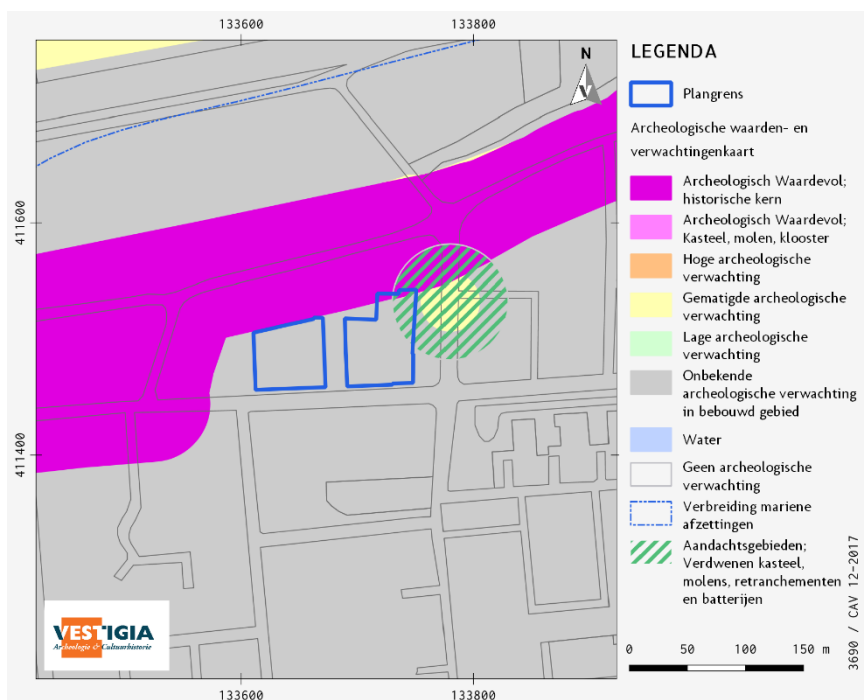 133600
133800
N
V
411600
411400
VESTIGIA
Archeologie & Cultuurhistorie
133600
133800
LEGENDA
Plangrens
Archeologische waarden- en
verwachtingenkaart
Archeologisch Waardevol;
historische kern
Archeologisch Waardevol;
Kasteel, molen, klooster
Hoge archeologische
verwachting
Gematigde archeologische
verwachting
Lage archeologische
verwachting
Onbekende
archeologische verwachting
in bebouwd gebied
Water
Geen archeologische
verwachting
Verbreiding mariene
afzettingen
Aandachtsgebieden;
Verdwenen kasteel,
molens, retranchementen
en batterijen
0 50 100 150 m
3690 / CAV 12-2017